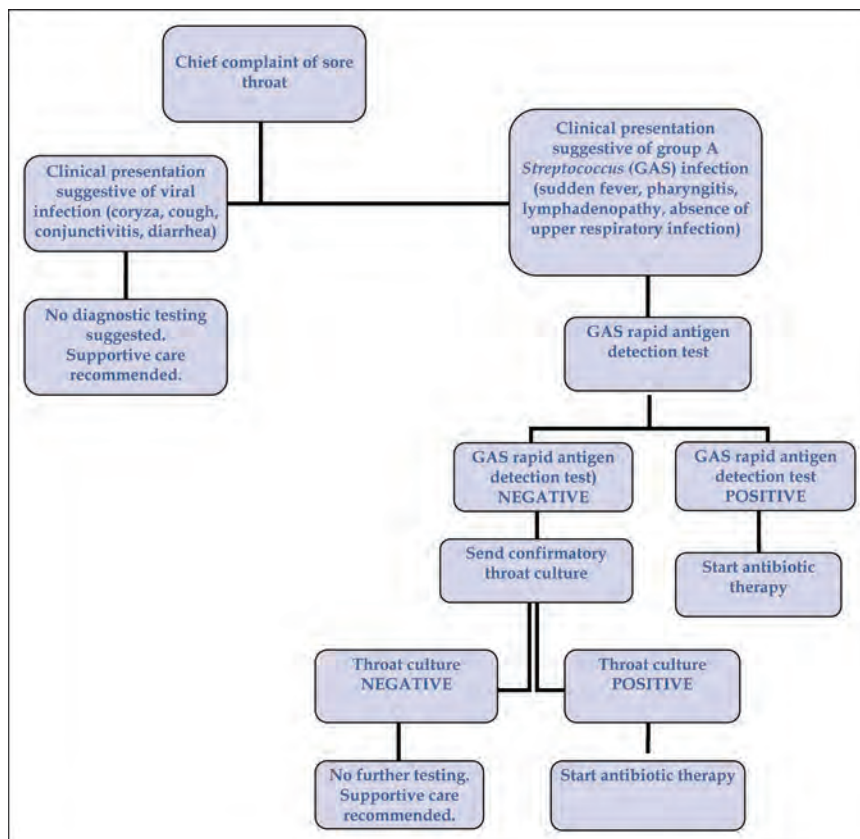 Chief complaint of sore
throat
Clinical presentation
suggestive of viral
infection (coryza, cough,
conjunctivitis, diarrhea)
No diagnostic testing
suggested.
Supportive care
recommended.
Clinical presentation
suggestive of group A
Streptococcus (GAS) infection
(sudden fever, pharyngitis,
lymphadenopathy, absence of
upper respiratory infection)
GAS rapid antigen
detection test
GAS rapid antigen
detection test)
NEGATIVE
GAS rapid antigen
detection test
POSITIVE
Send confirmatory
throat culture
Start antibiotic
therapy
Throat culture
NEGATIVE
Throat culture
POSITIVE
No further testing.
Supportive care
recommended.
Start antibiotic therapy